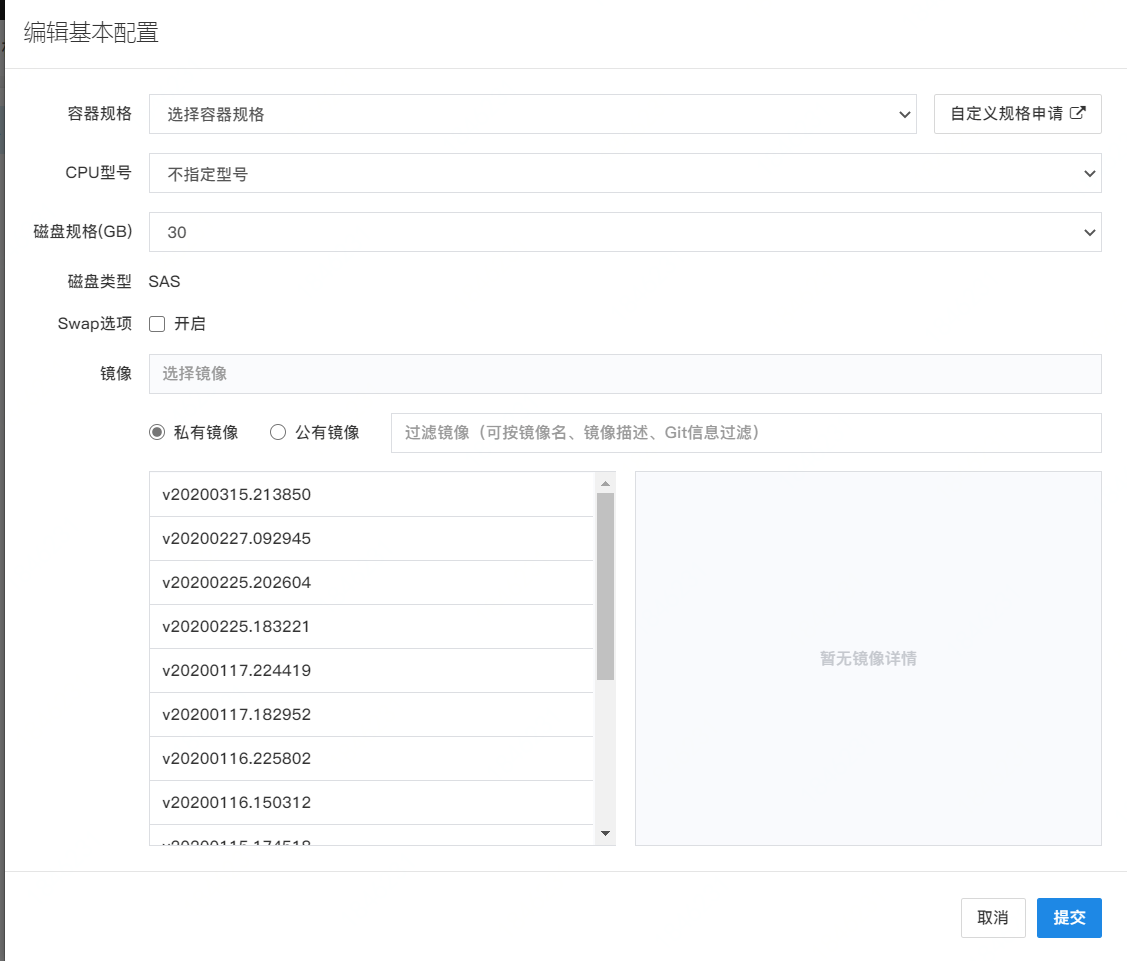 编辑基本配置
容器规格 选择容器规格 自定义规格申请
CPU型号 不指定型号
磁盘规格(GB) 30
磁盘类型 SAS
Swap选项 开启
镜像 选择镜像
私有镜像 公有镜像 过滤镜像（可按镜像名、镜像描述、Git信息过滤）
v20200315.213850
v20200227.092945
v20200225.202604
v20200225.183221
暂无镜像详情
v20200117.224419
v20200117.182952
v20200116.225802
v20200116.150312
取消 提交